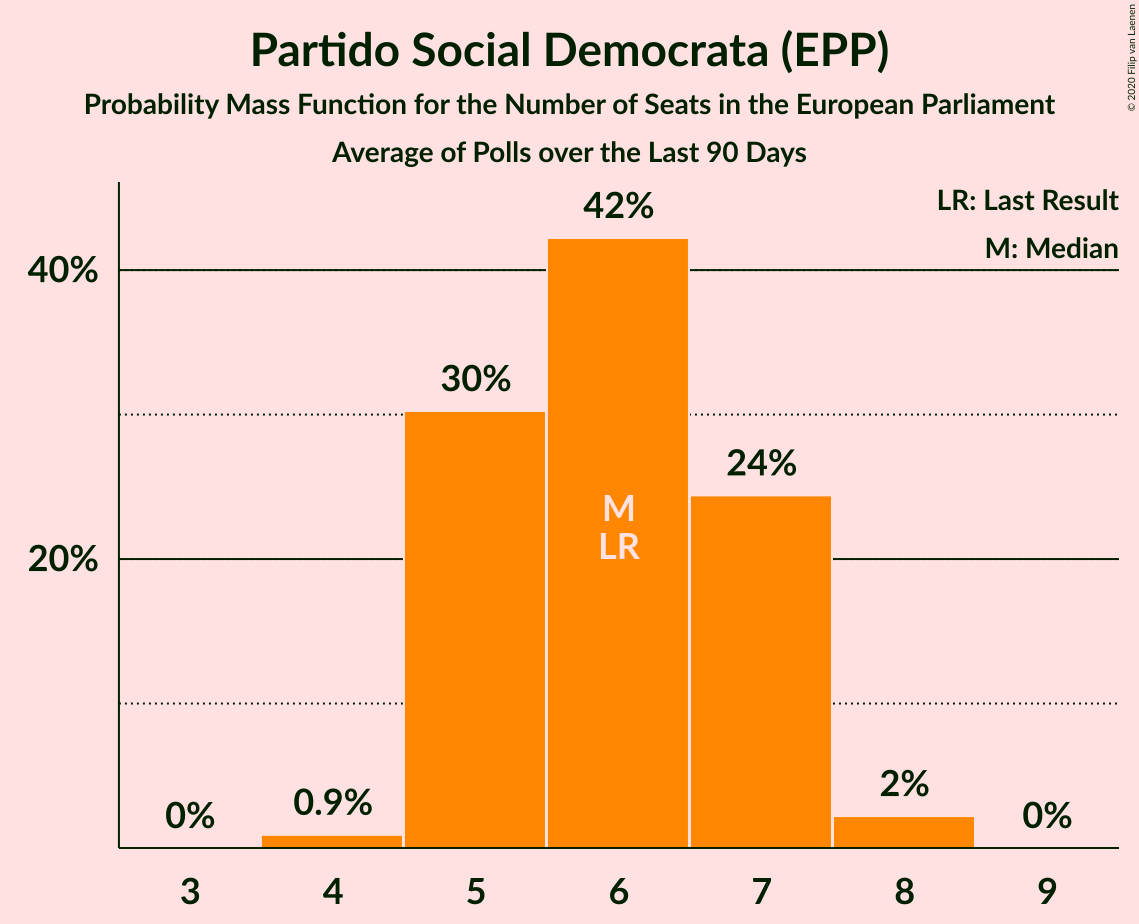 Partido Social Democrata (EPP)
Probability Mass Function for the Number of Seats in the European Parliament
Average of Polls over the Last 90 Days
© 2020 Filip van Laenen
LR: Last Result
M: Median
40%
20%
0%
0.9%
30%
42%
24%
2%
0%
M
LR
3 4 5 6 7 8 9